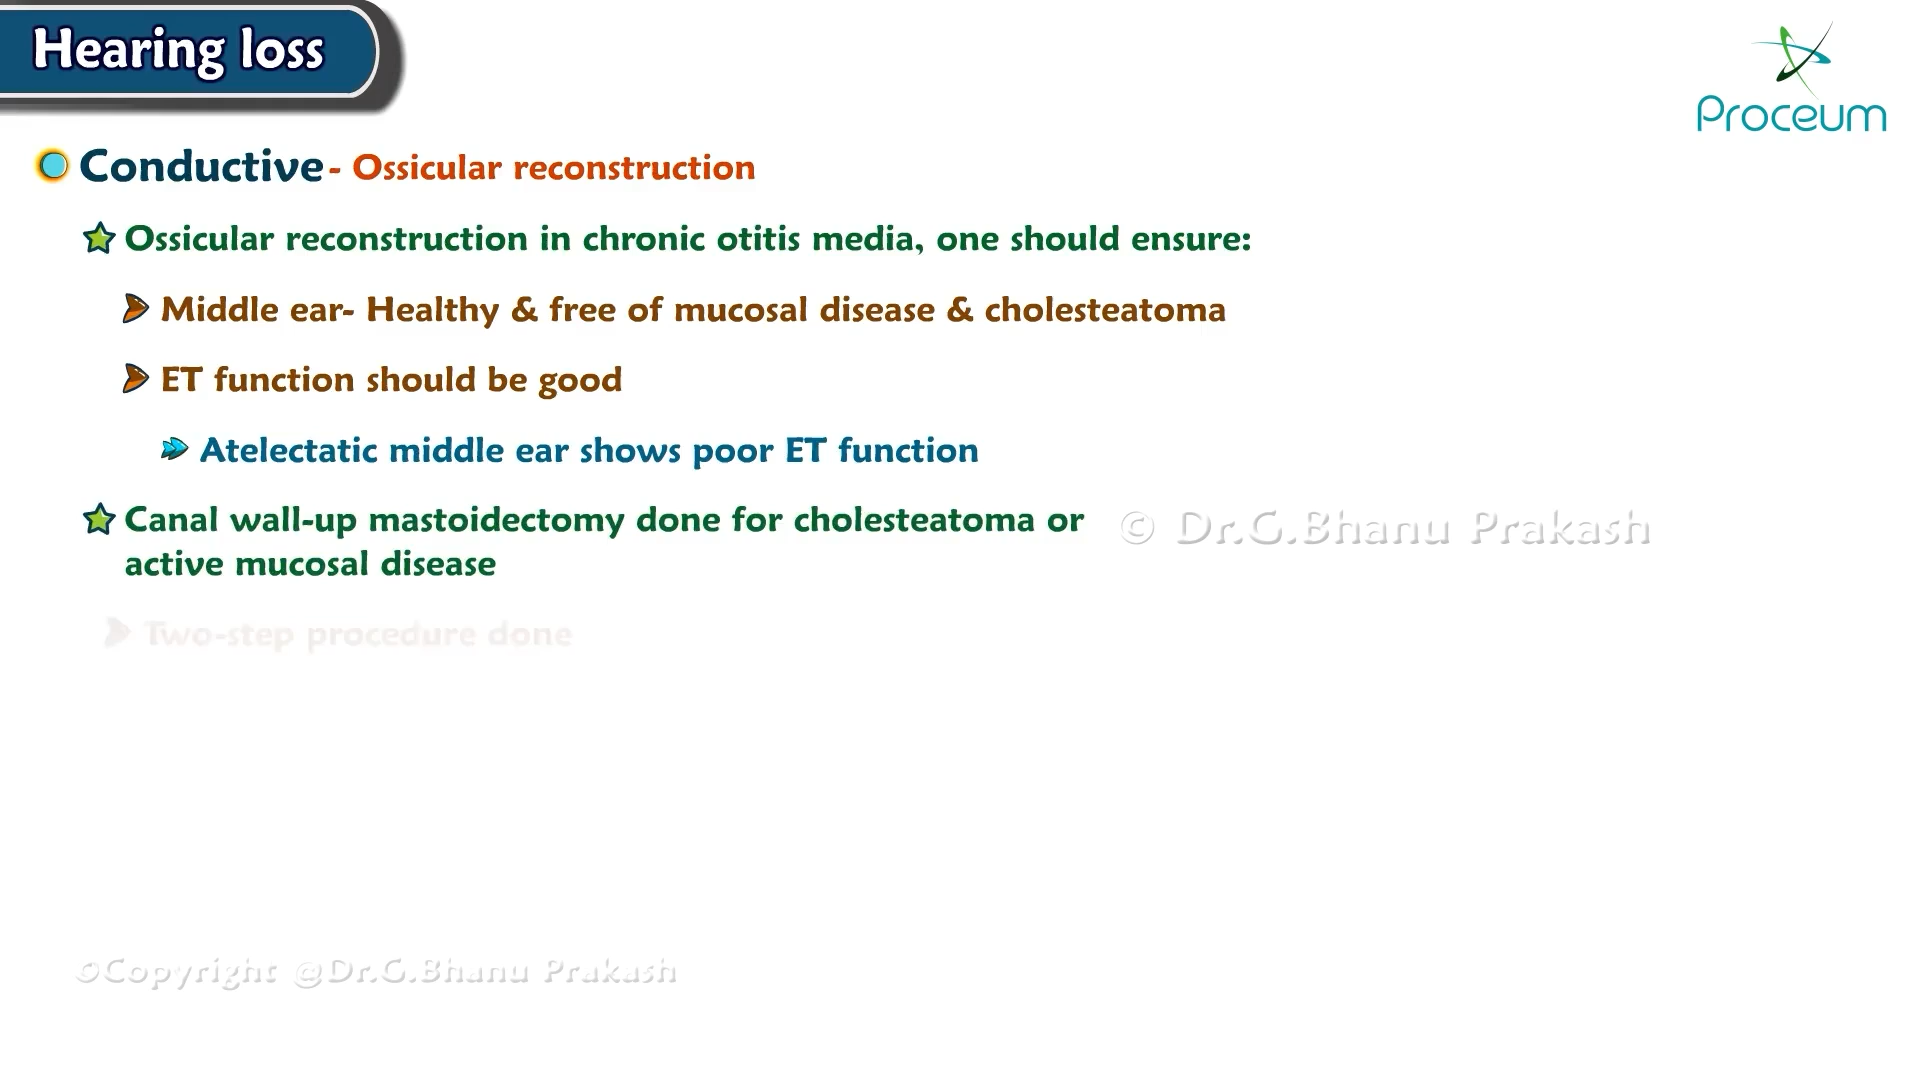 Hearing loss
Proceum
Conductive - Ossicular reconstruction
Ossicular reconstruction in chronic otitis media, one should ensure:
Middle ear- Healthy & free of mucosal disease & cholesteatoma
ET function should be good
Atelectatic middle ear shows poor ET function
Canal wall-up mastoidectomy done for cholesteatoma or
active mucosal disease
© Dr.G.Bhanu Prakash
Two-step procedure done
©Copyright @Dr.G.Bhanu Prakash